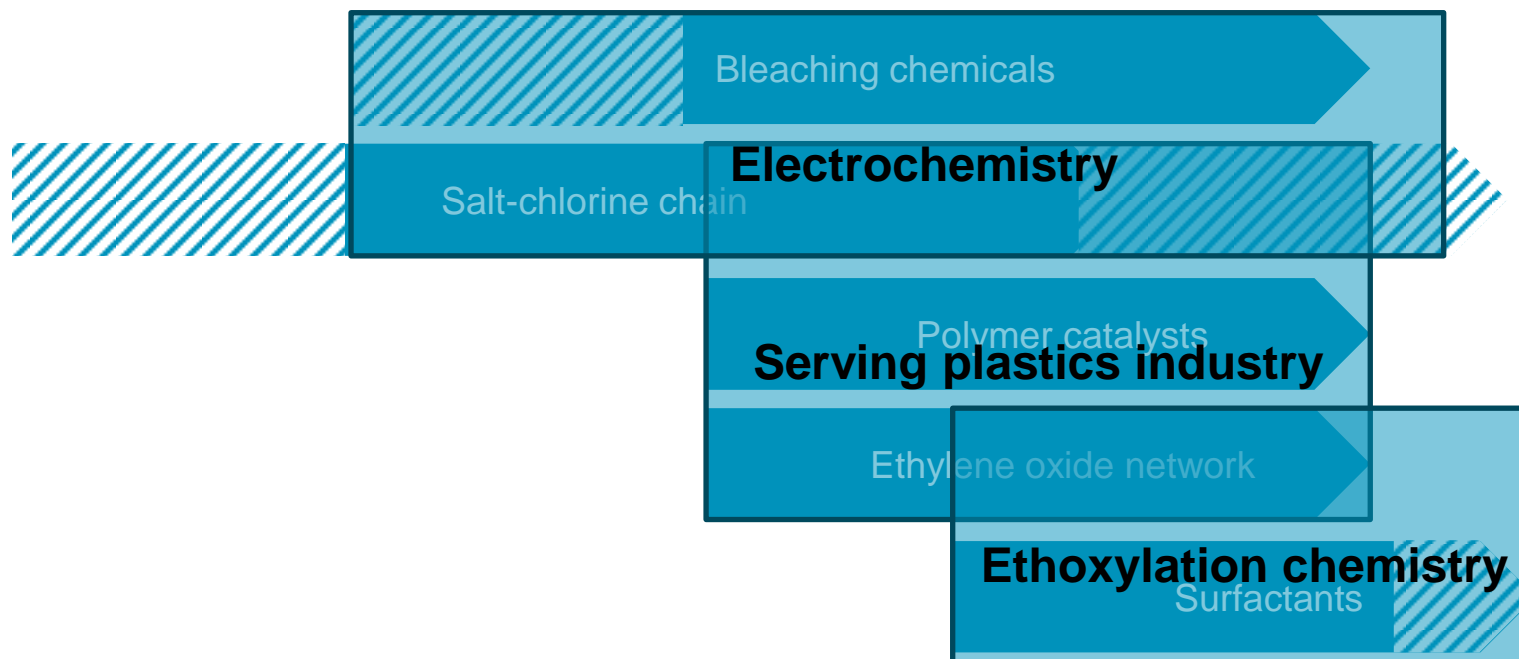 Bleaching chemicals
Electrochemistry
Salt-chlorine chain
Polymer catalysts
Serving plastics industry
Ethylene oxide network
Ethoxylation chemistry
Surfactants